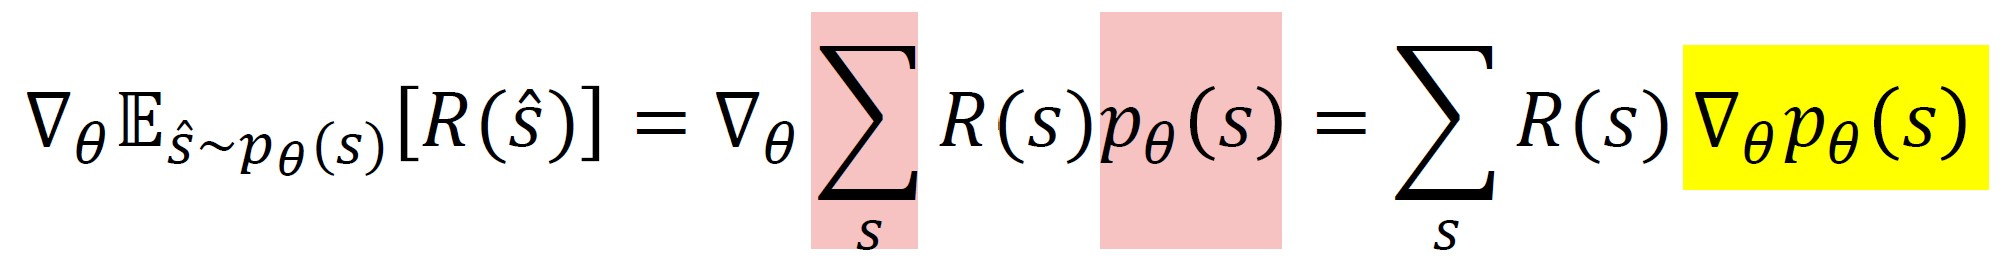 ∇_θ 𝔼_{ŝ~p_θ(s)}[R(ŝ)] = ∇_θ ∑_s R(s)p_θ(s) = ∑_s R(s) ∇_θ p_θ(s)